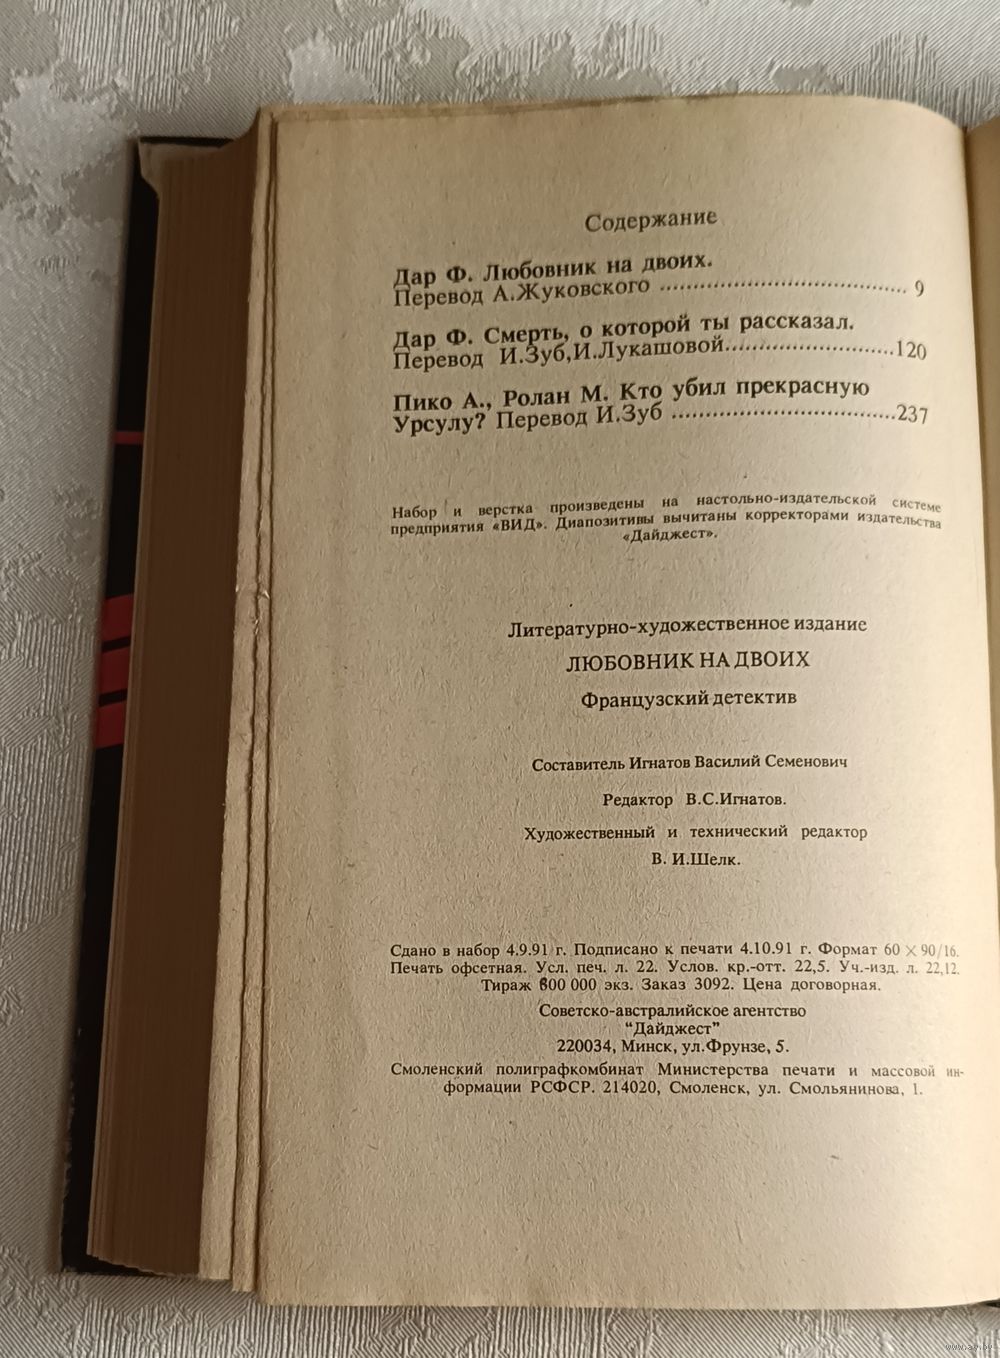 Содержание
Дар Ф. Любовник на двоих.
Перевод А.Жуковского ..................................... 9
Дар Ф. Смерть, о которой ты рассказал.
Перевод И.Зуб,И.Лукашовой.........................120
Пико А., Ролан М. Кто убил прекрасную
Урсулу? Перевод И.Зуб .................................237
Набор и верстка произведены на настольно-издательской системе
предприятия «ВИД». Диапозитивы вычитаны корректорами издательства
«Дайджест».
Литературно-художественное издание
ЛЮБОВНИК НА ДВОИХ
Французский детектив
Составитель Игнатов Василий Семенович
Редактор В.С.Игнатов.
Художественный и технический редактор
В. И.Шелк.
Сдано в набор 4.9.91 г. Подписано к печати 4.10.91 г. Формат 60 × 90/16.
Печать офсетная. Усл. печ. л. 22. Услов. кр.-отт. 22,5. Уч.-изд. л. 22,12.
Тираж 600 000 экз. Заказ 3092. Цена договорная.
Советско-австралийское агентство
"Дайджест"
220034, Минск, ул.Фрунзе, 5.
Смоленский полиграфкомбинат Министерства печати и массовой ин-
формации РСФСР. 214020, Смоленск, ул. Смольянинова, 1.
www.ay.by